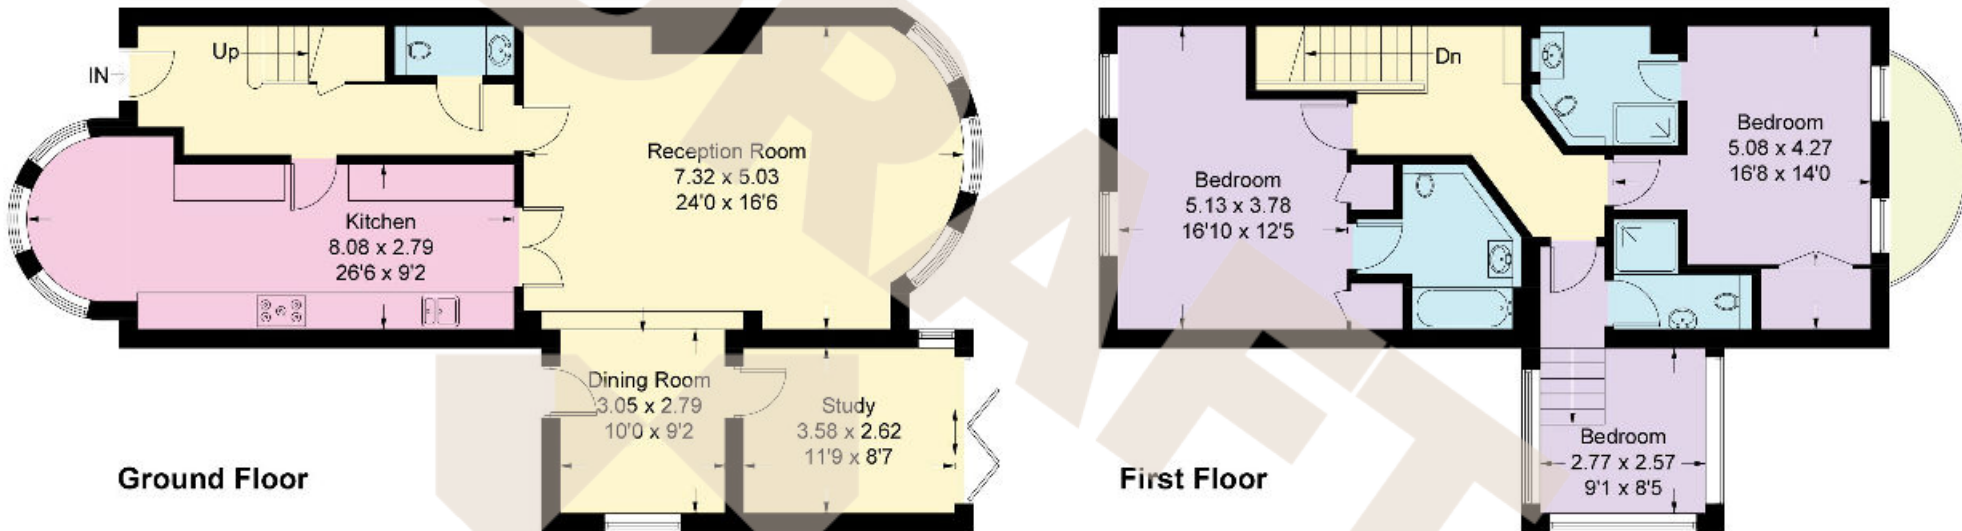 Up
IN
Reception Room
7.32 x 5.03
24'0 x 16'6
Kitchen
8.08 x 2.79
26'6 x 9'2
Dining Room
3.05 x 2.79
10'0 x 9'2
Study
3.58 x 2.62
11'9 x 8'7
Ground Floor
Dn
Bedroom
5.13 x 3.78
16'10 x 12'5
Bedroom
5.08 x 4.27
16'8 x 14'0
Bedroom
2.77 x 2.57
9'1 x 8'5
First Floor